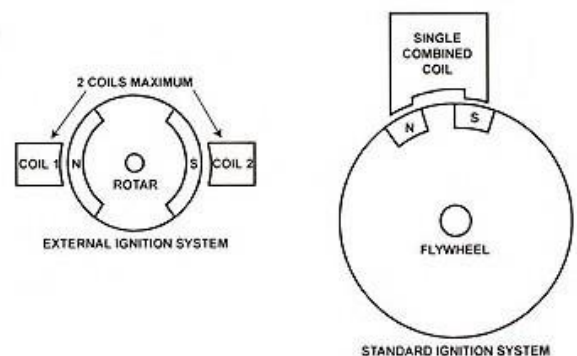 2 COILS MAXIMUM
COIL 1
N
S
COIL 2
ROTAR
EXTERNAL IGNITION SYSTEM
SINGLE
COMBINED
COIL
N
S
FLYWHEEL
STANDARD IGNITION SYSTEM